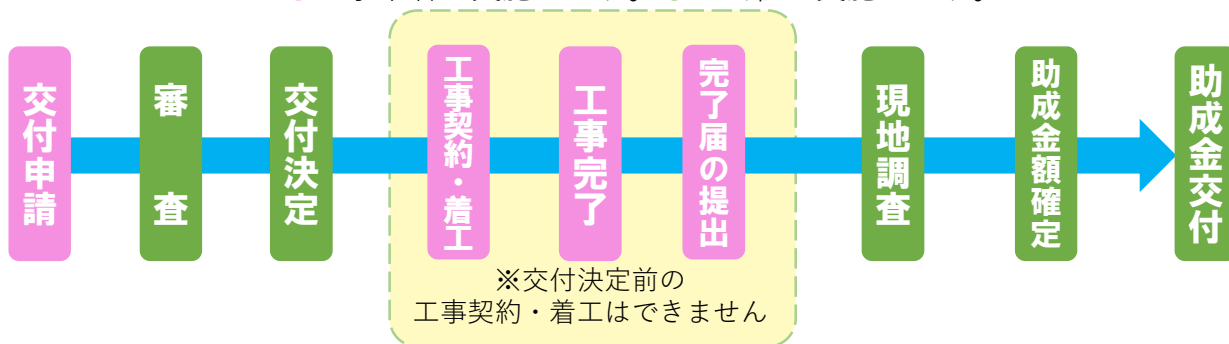 交付申請
審査
交付決定
工事契約・着工
工事完了
完了届の提出
現地調査
助成金額確定
助成金交付
※交付決定前の
工事契約・着工はできません